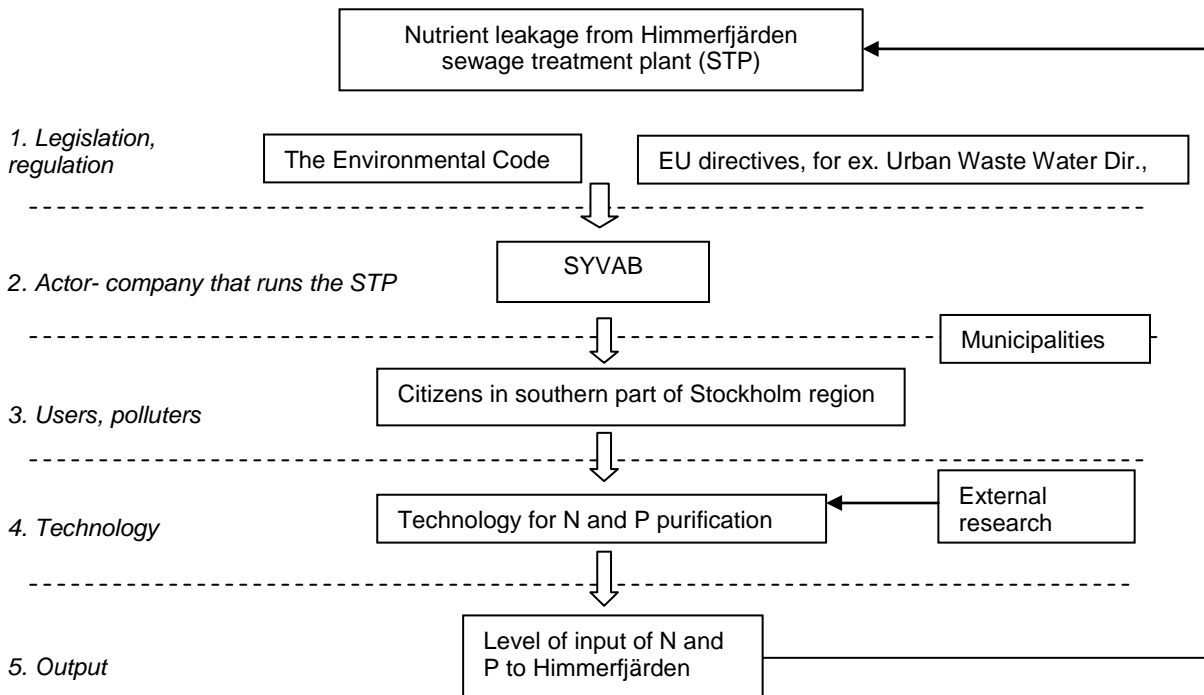 Nutrient leakage from Himmerfjärden
sewage treatment plant (STP)
1. Legislation,
regulation
The Environmental Code
EU directives, for ex. Urban Waste Water Dir.,
SYVAB
2. Actor- company that runs the STP
Municipalities
Citizens in southern part of Stockholm region
3. Users, polluters
External
research
Technology for N and P purification
4. Technology
Level of input of N and
P to Himmerfjärden
5. Output